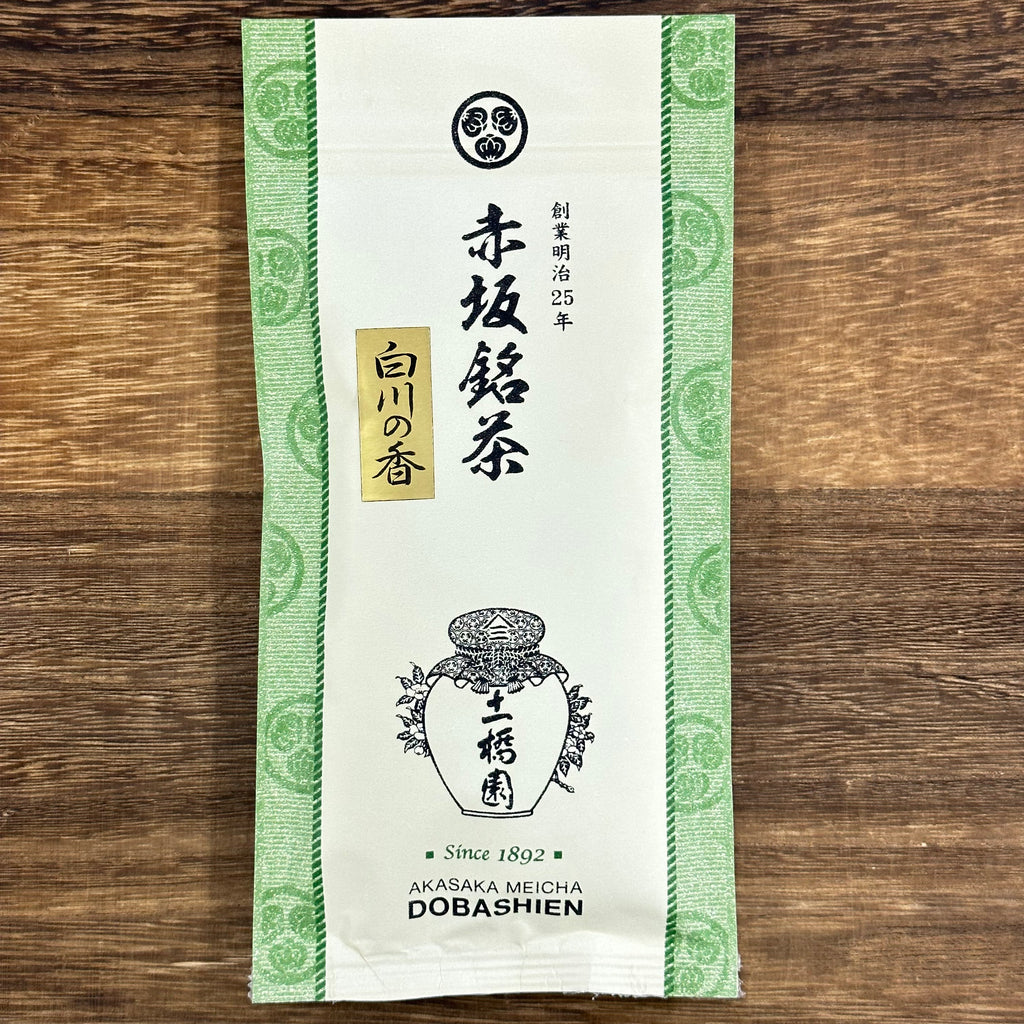 創業明治25年
赤坂銘茶
白川の香
土橋園
Since 1892
AKASAKA MEICHA
DOBASHIEN